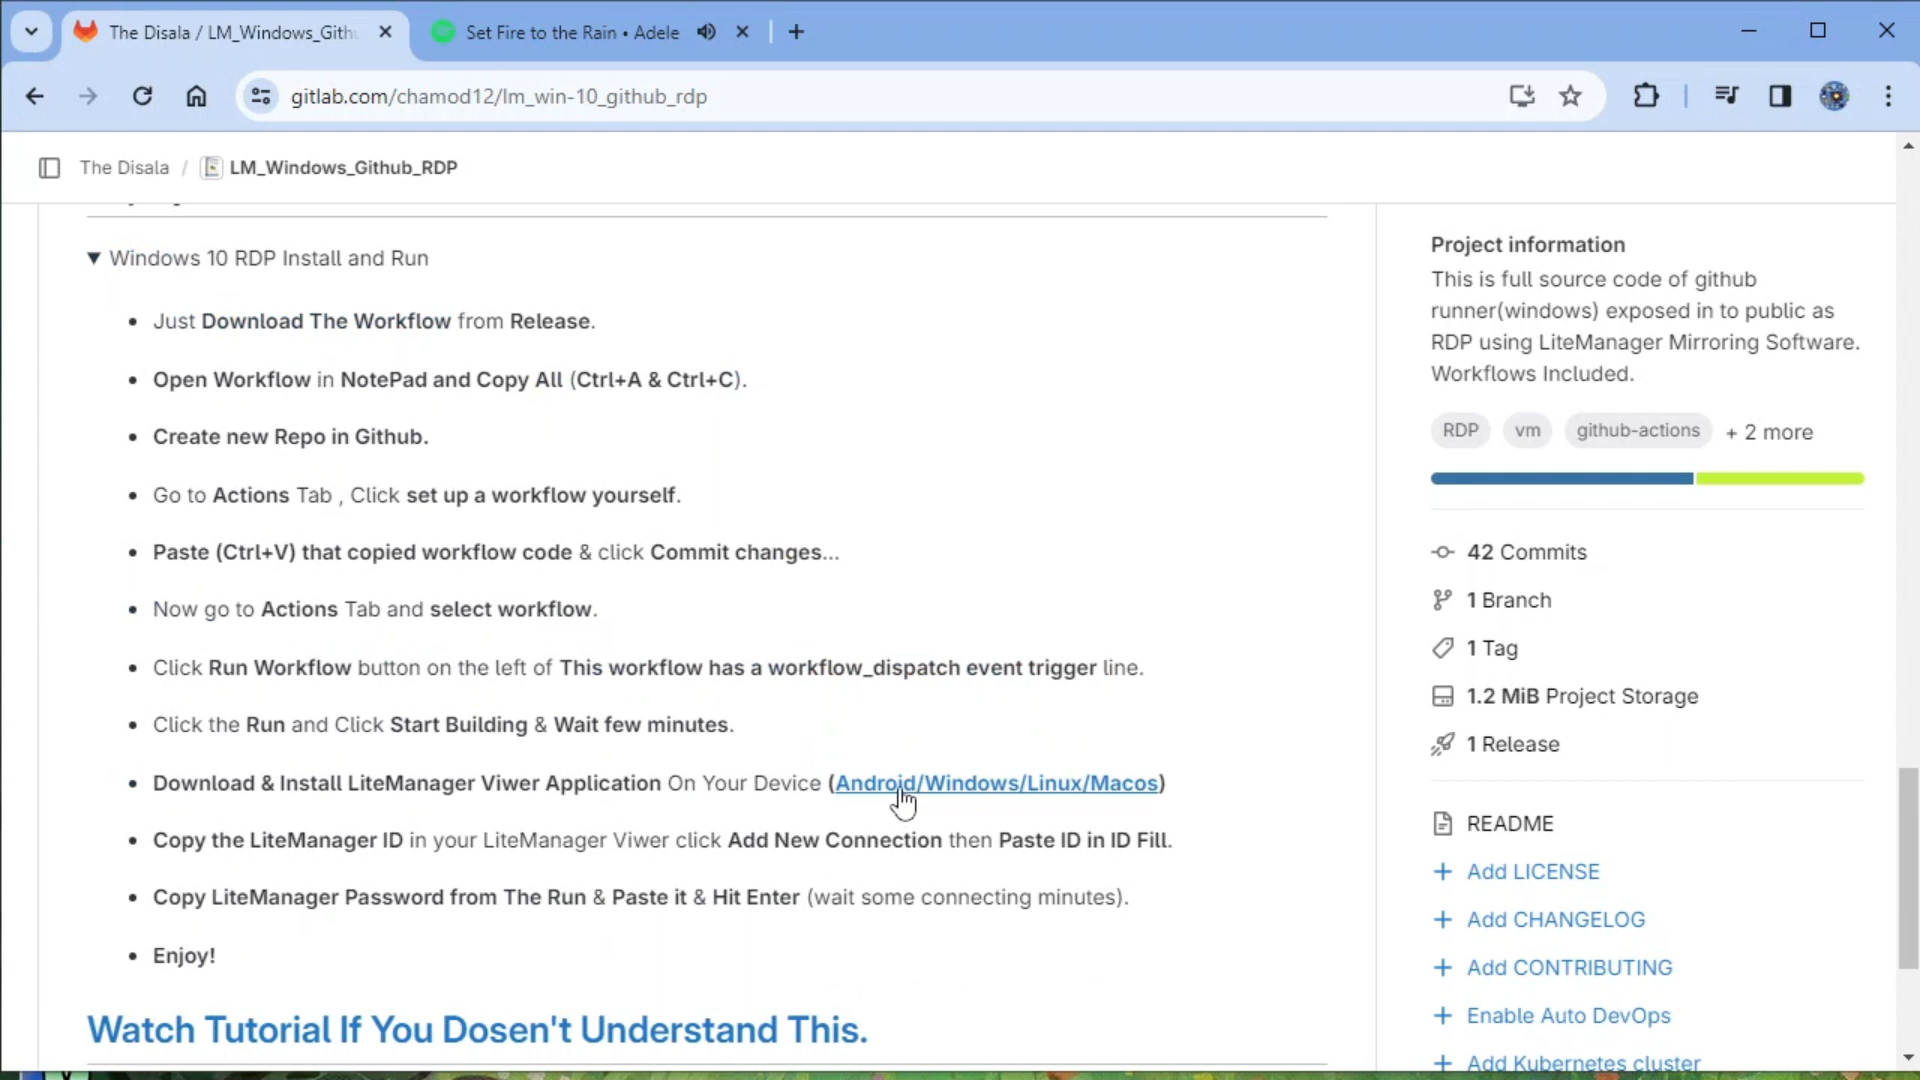 The Disala / LM_Windows_Gith
Set Fire to the Rain • Adele
gitlab.com/chamod12/lm_win-10_github_rdp
The Disala / LM_Windows_Github_RDP
▼ Windows 10 RDP Install and Run
• Just Download The Workflow from Release.
• Open Workflow in NotePad and Copy All (Ctrl+A & Ctrl+C).
• Create new Repo in Github.
• Go to Actions Tab , Click set up a workflow yourself.
• Paste (Ctrl+V) that copied workflow code & click Commit changes...
• Now go to Actions Tab and select workflow.
• Click Run Workflow button on the left of This workflow has a workflow_dispatch event trigger line.
• Click the Run and Click Start Building & Wait few minutes.
• Download & Install LiteManager Viwer Application On Your Device (Android/Windows/Linux/Macos)
• Copy the LiteManager ID in your LiteManager Viwer click Add New Connection then Paste ID in ID Fill.
• Copy LiteManager Password from The Run & Paste it & Hit Enter (wait some connecting minutes).
• Enjoy!
Watch Tutorial If You Dosen't Understand This.
Project information
This is full source code of github
runner(windows) exposed in to public as
RDP using LiteManager Mirroring Software.
Workflows Included.
RDP vm github-actions + 2 more
42 Commits
1 Branch
1 Tag
1.2 MiB Project Storage
1 Release
README
+ Add LICENSE
+ Add CHANGELOG
+ Add CONTRIBUTING
+ Enable Auto DevOps
+ Add Kubernetes cluster